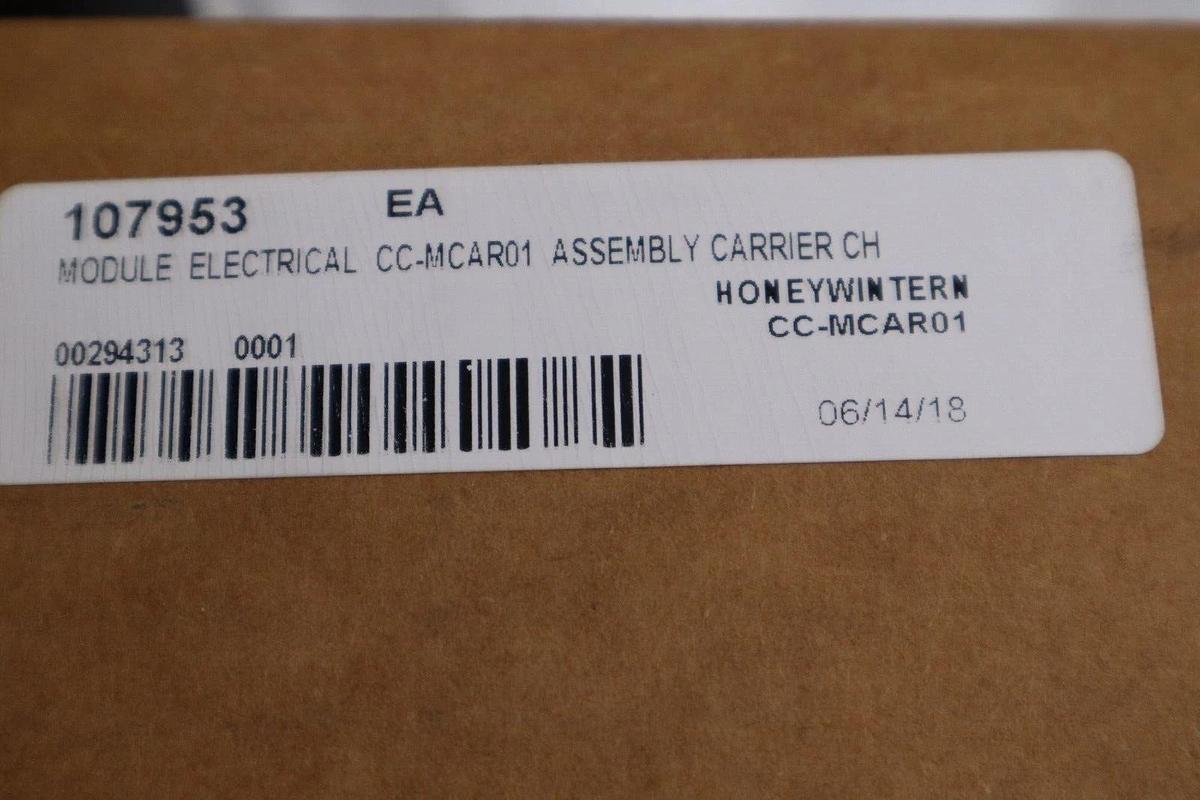 107953 EA
MODULE ELECTRICAL CC-MCAR01 ASSEMBLY CARRIER CH
HONEYWINTERN
CC-MCAR01
00294313 0001
06/14/18